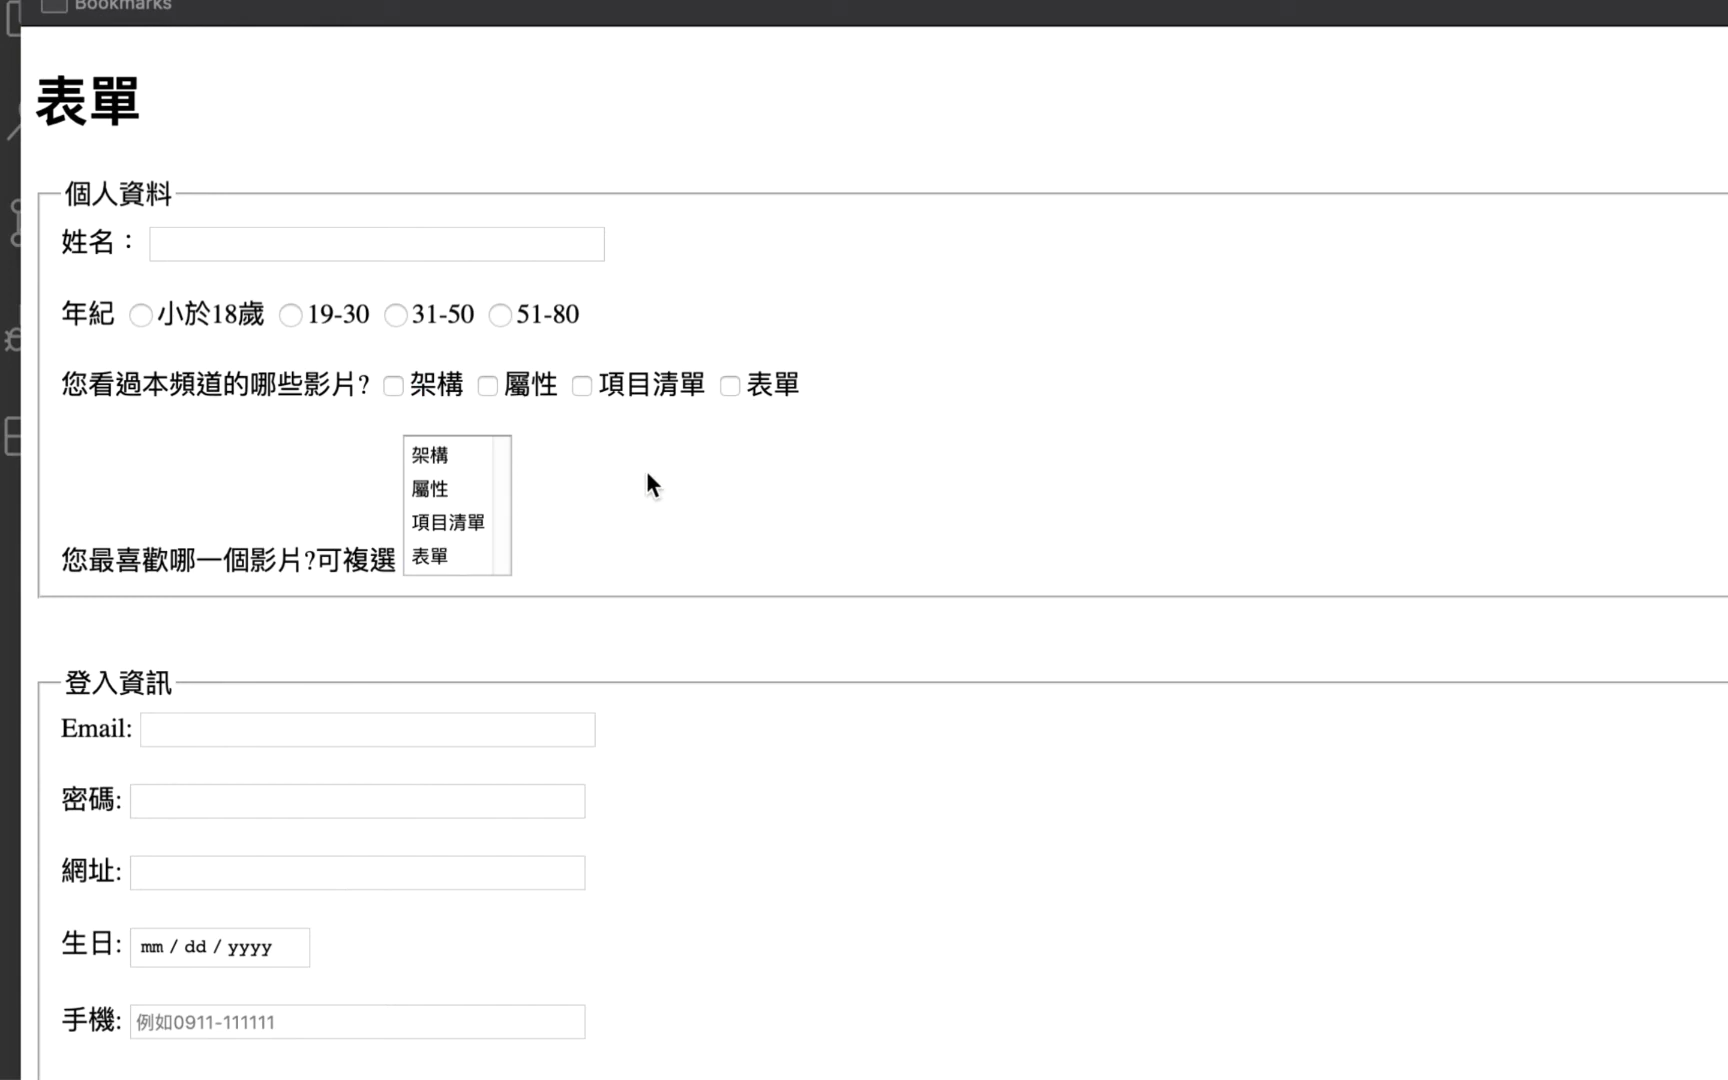 Bookmarks
表單
個人資料
姓名：
年紀 小於18歲 19-30 31-50 51-80
您看過本頻道的哪些影片? 架構 屬性 項目清單 表單
架構
屬性
項目清單
表單
您最喜歡哪一個影片?可複選
登入資訊
Email:
密碼:
網址:
生日: mm / dd / yyyy
手機: 例如0911-111111